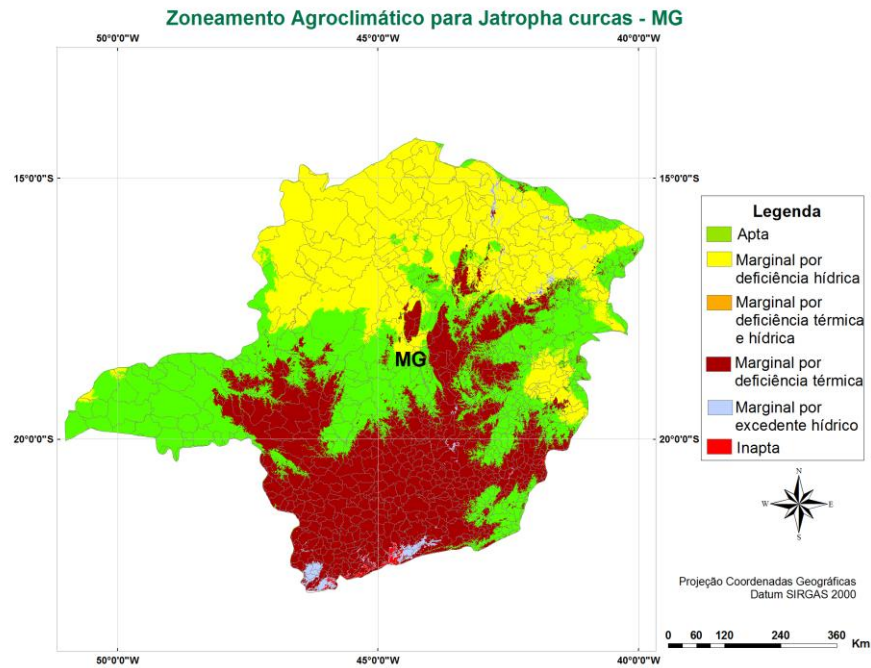 Zoneamento Agroclimático para Jatropha curcas - MG
50°0'0"W
45°0'0"W
40°0'0"W
15°0'0"S
15°0'0"S
MG
20°0'0"S
20°0'0"S
Legenda
Apta
Marginal por
deficiência hídrica
Marginal por
deficiência térmica
e hídrica
Marginal por
deficiência térmica
Marginal por
excedente hídrico
Inapta
N
W
E
S
Projeção Coordenadas Geográficas
Datum SIRGAS 2000
0 30 60 120 240 360 Km
50°0'0"W
45°0'0"W
40°0'0"W